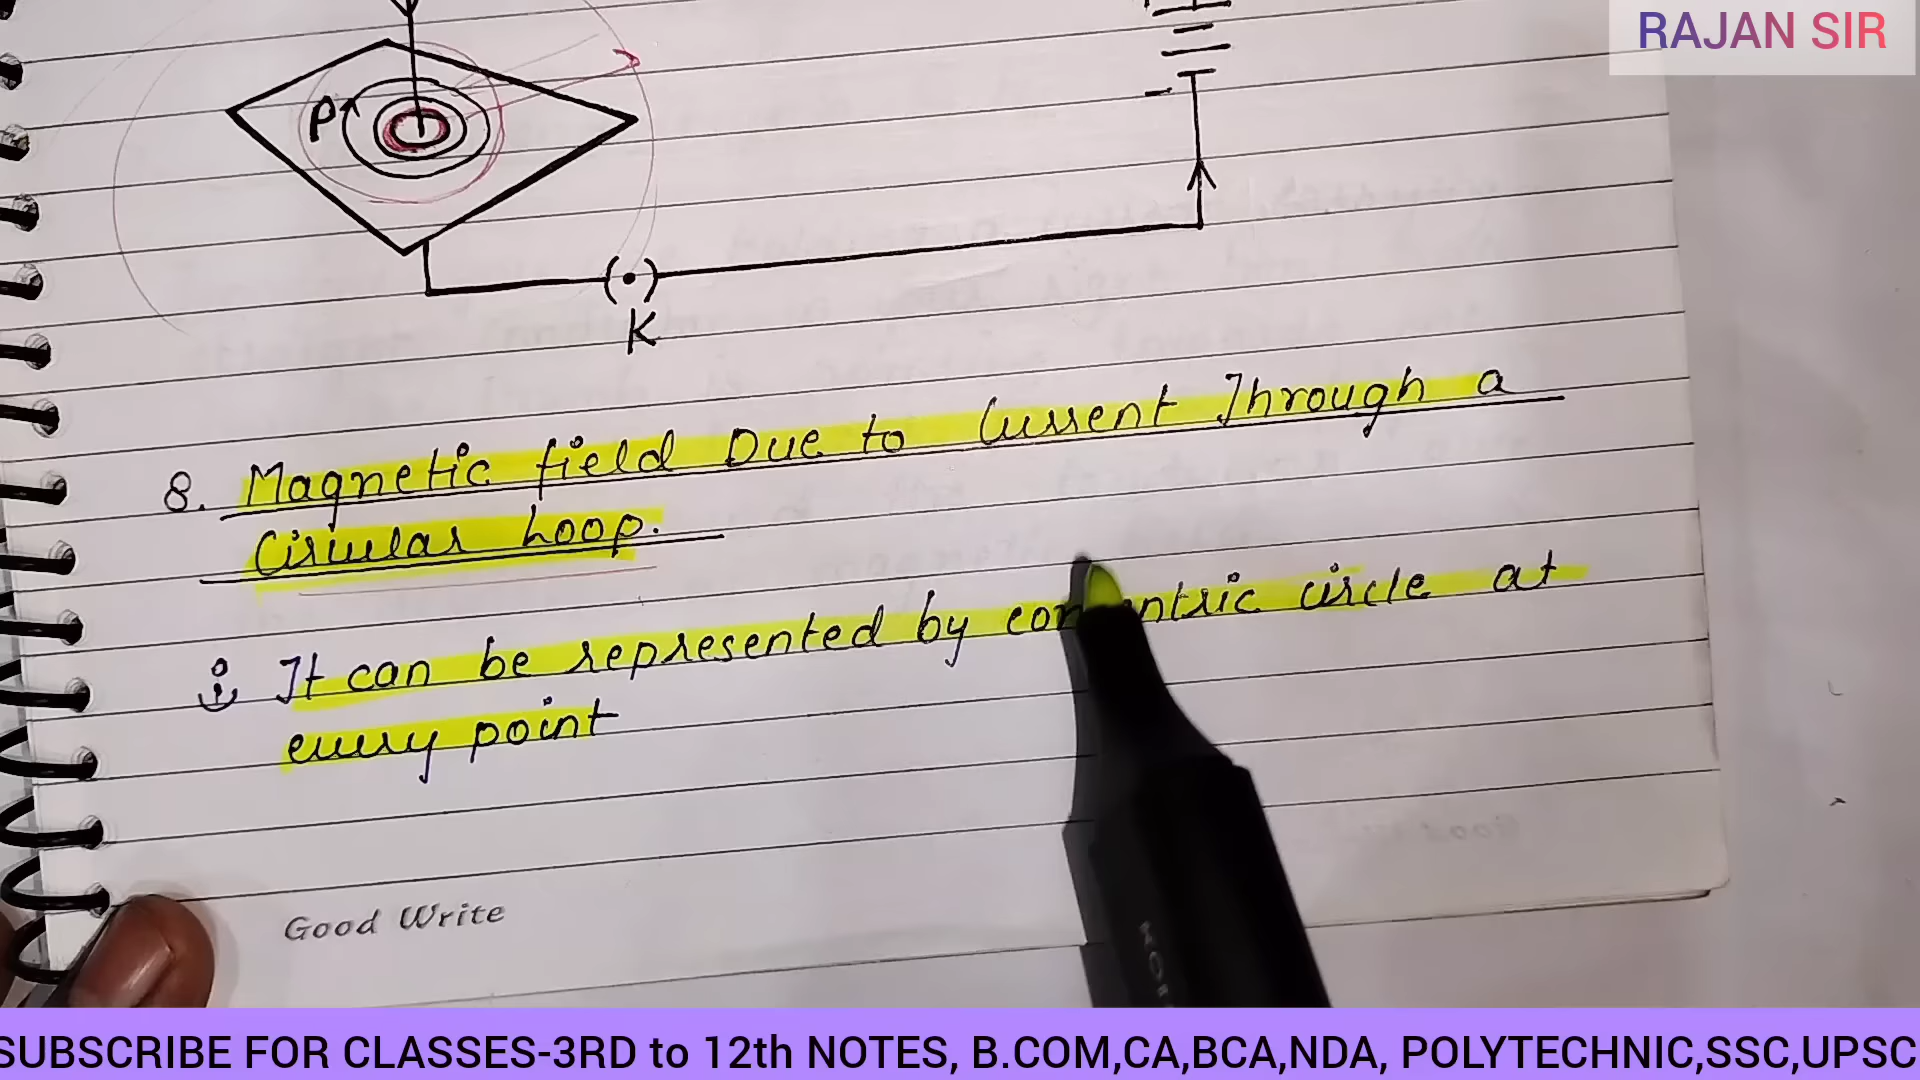 RAJAN SIR
P
K
8. Magnetic field Due to Current Through a
Circular Loop.
It can be represented by concentric circle at
every point
Good Write
SUBSCRIBE FOR CLASSES-3RD to 12th NOTES, B.COM,CA,BCA,NDA, POLYTECHNIC,SSC,UPSC